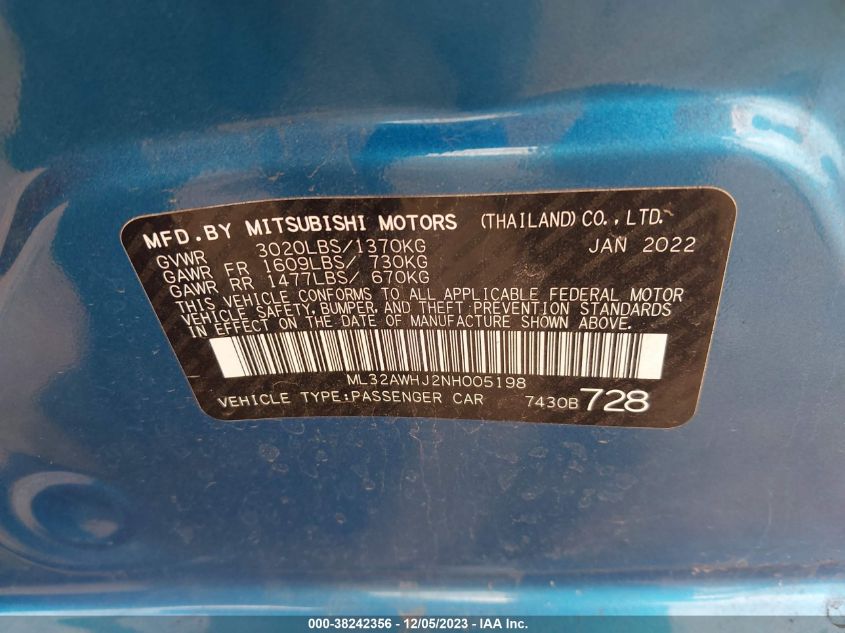 MFD.BY MITSUBISHI MOTORS (THAILAND) CO., LTD.
GVWR 3020LBS/1370KG JAN 2022
GAWR FR 1609LBS/ 730KG
GAWR RR 1477LBS/ 670KG
THIS VEHICLE CONFORMS TO ALL APPLICABLE FEDERAL MOTOR
VEHICLE SAFETY, BUMPER, AND THEFT PREVENTION STANDARDS
IN EFFECT ON THE DATE OF MANUFACTURE SHOWN ABOVE.
ML32AWHJ2NH005198
VEHICLE TYPE:PASSENGER CAR 7430B 728
000-38242356 - 12/05/2023 - IAA Inc.